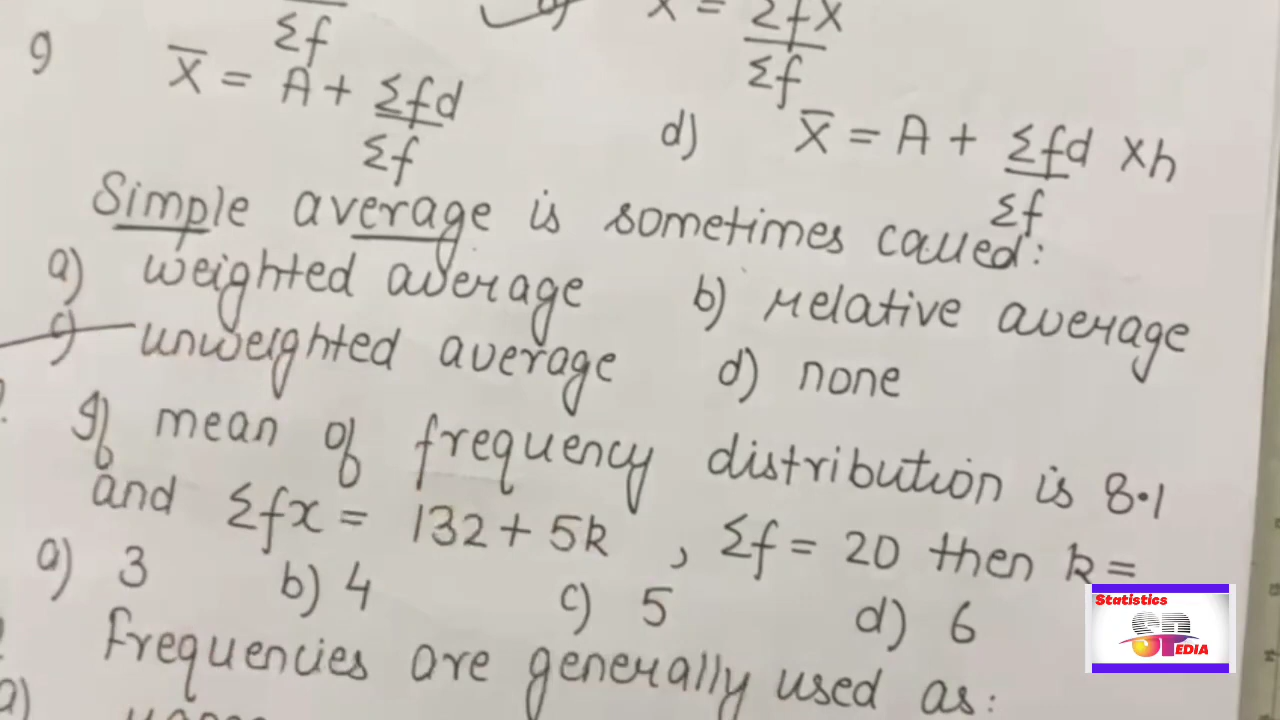 Σf x̄ = ΣfX
Σf
g X̄ = A + Σfd
Σf
d) X̄ = A + Σfd × h
Σf
Simple average is sometimes called:
a) weighted average b) relative average
c) unweighted average d) none
If mean of frequency distribution is 8.1
and Σfx = 132 + 5k , Σf = 20 then k =
a) 3 b) 4 c) 5 d) 6
Frequencies are generally used as:
a)
Statistics
PEDIA